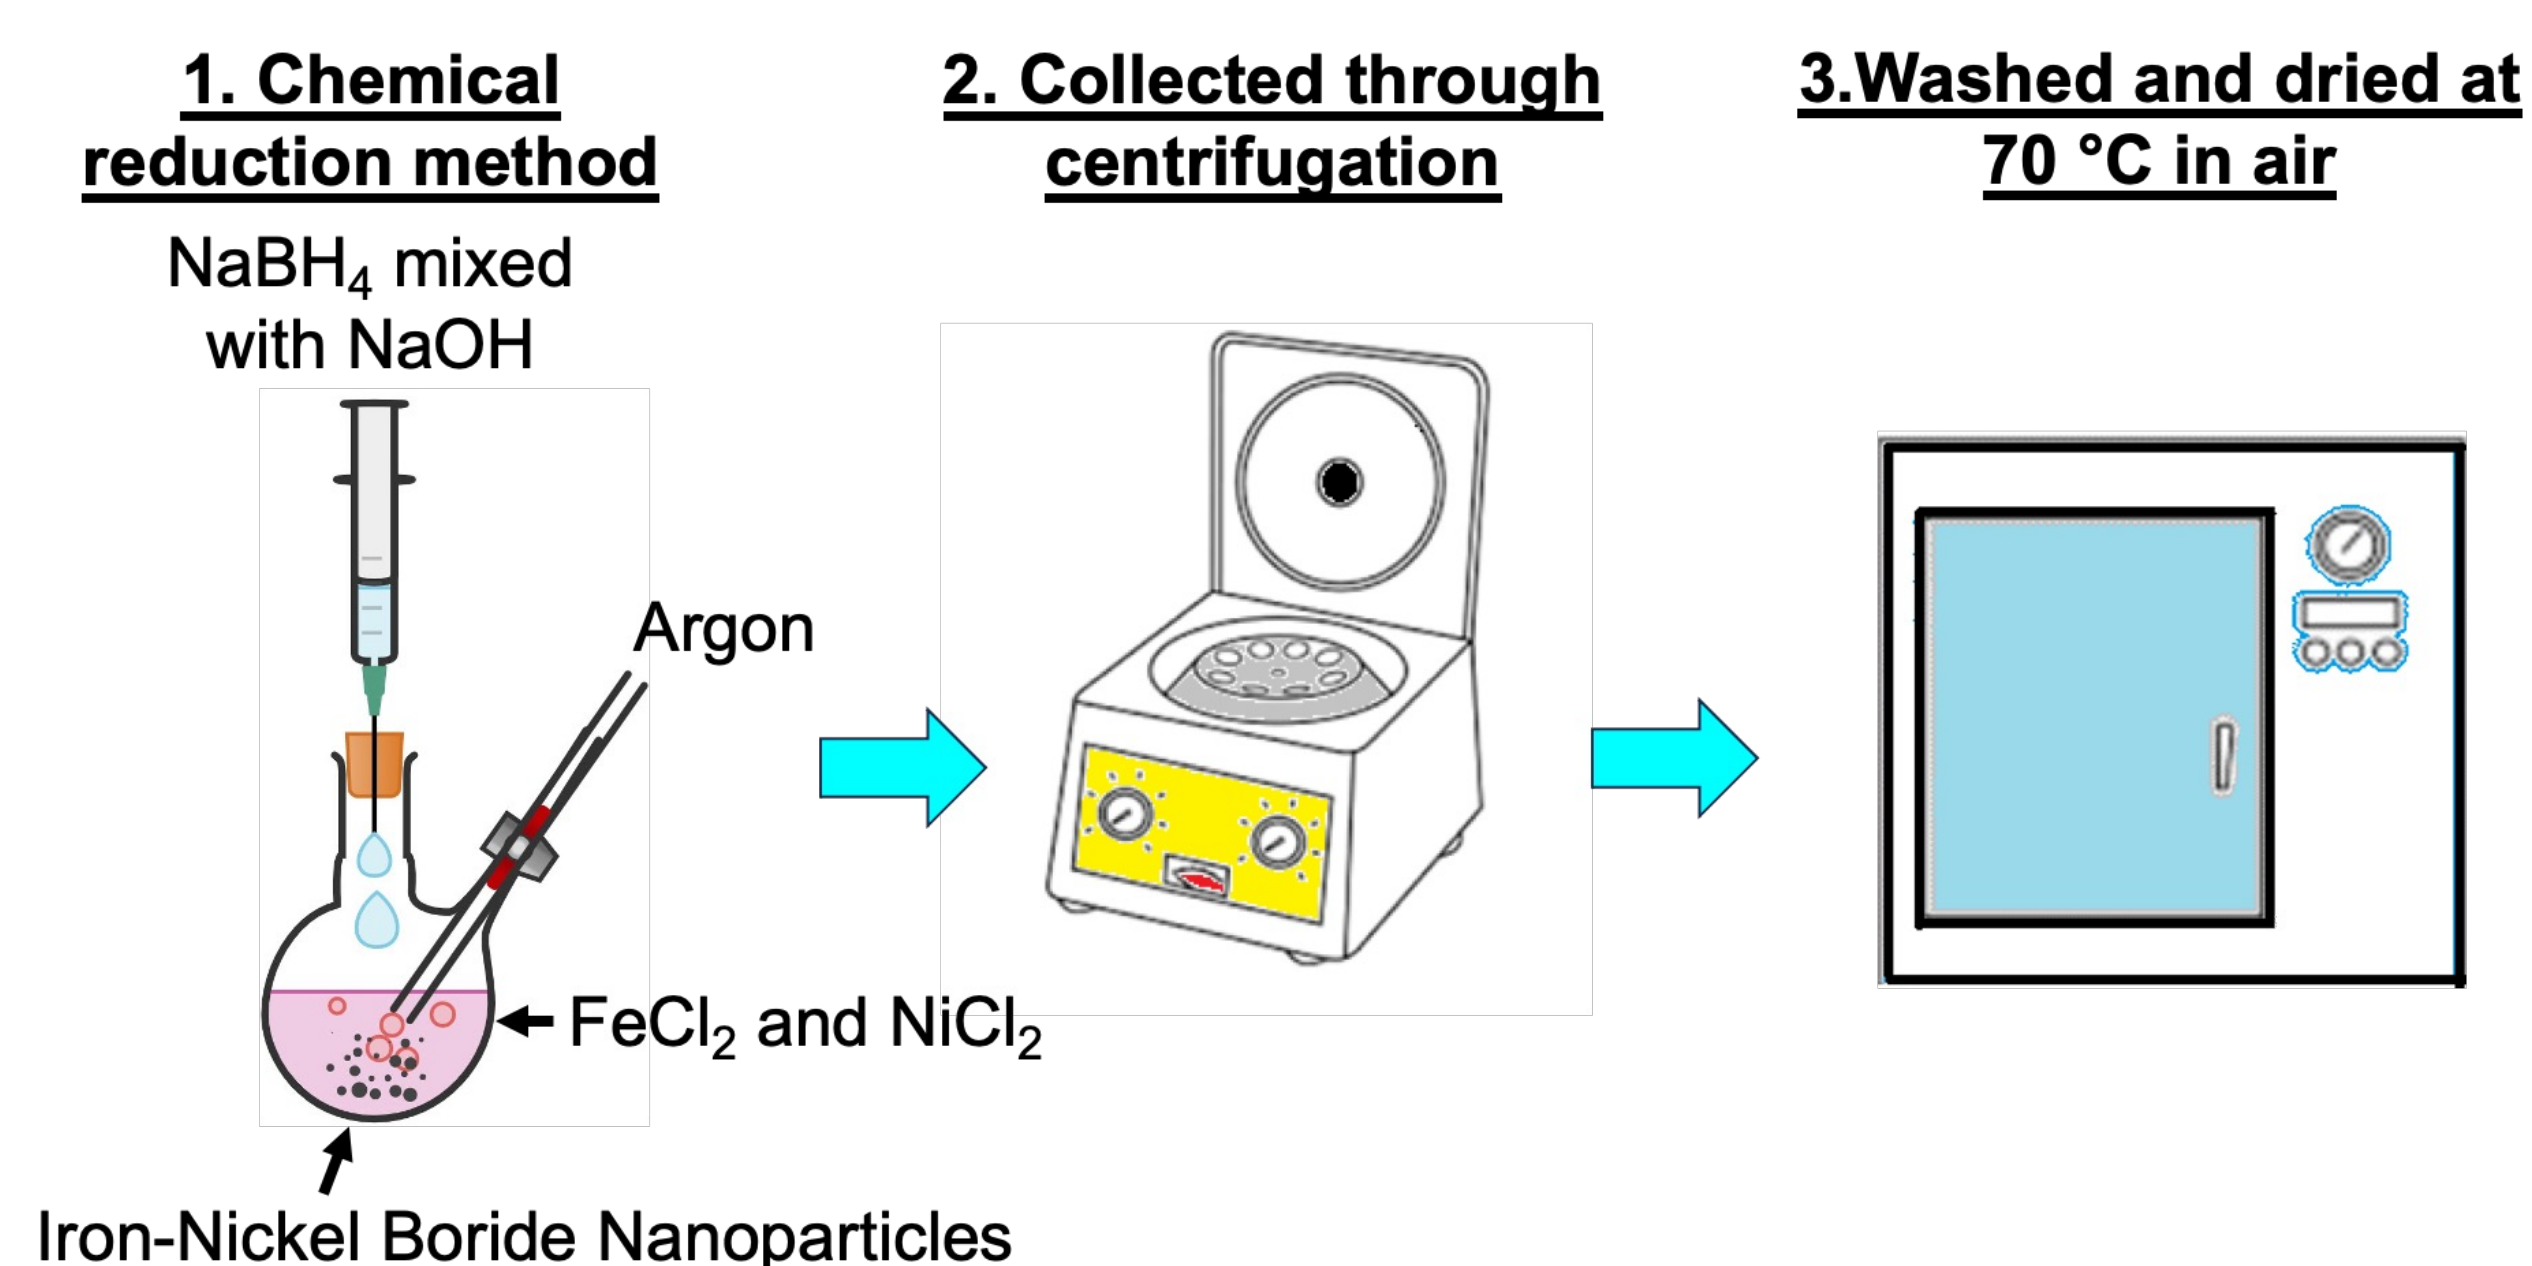 1. Chemical
reduction method
NaBH₄ mixed
with NaOH
Argon
FeCl₂ and NiCl₂
Iron-Nickel Boride Nanoparticles
2. Collected through
centrifugation
3.Washed and dried at
70 °C in air